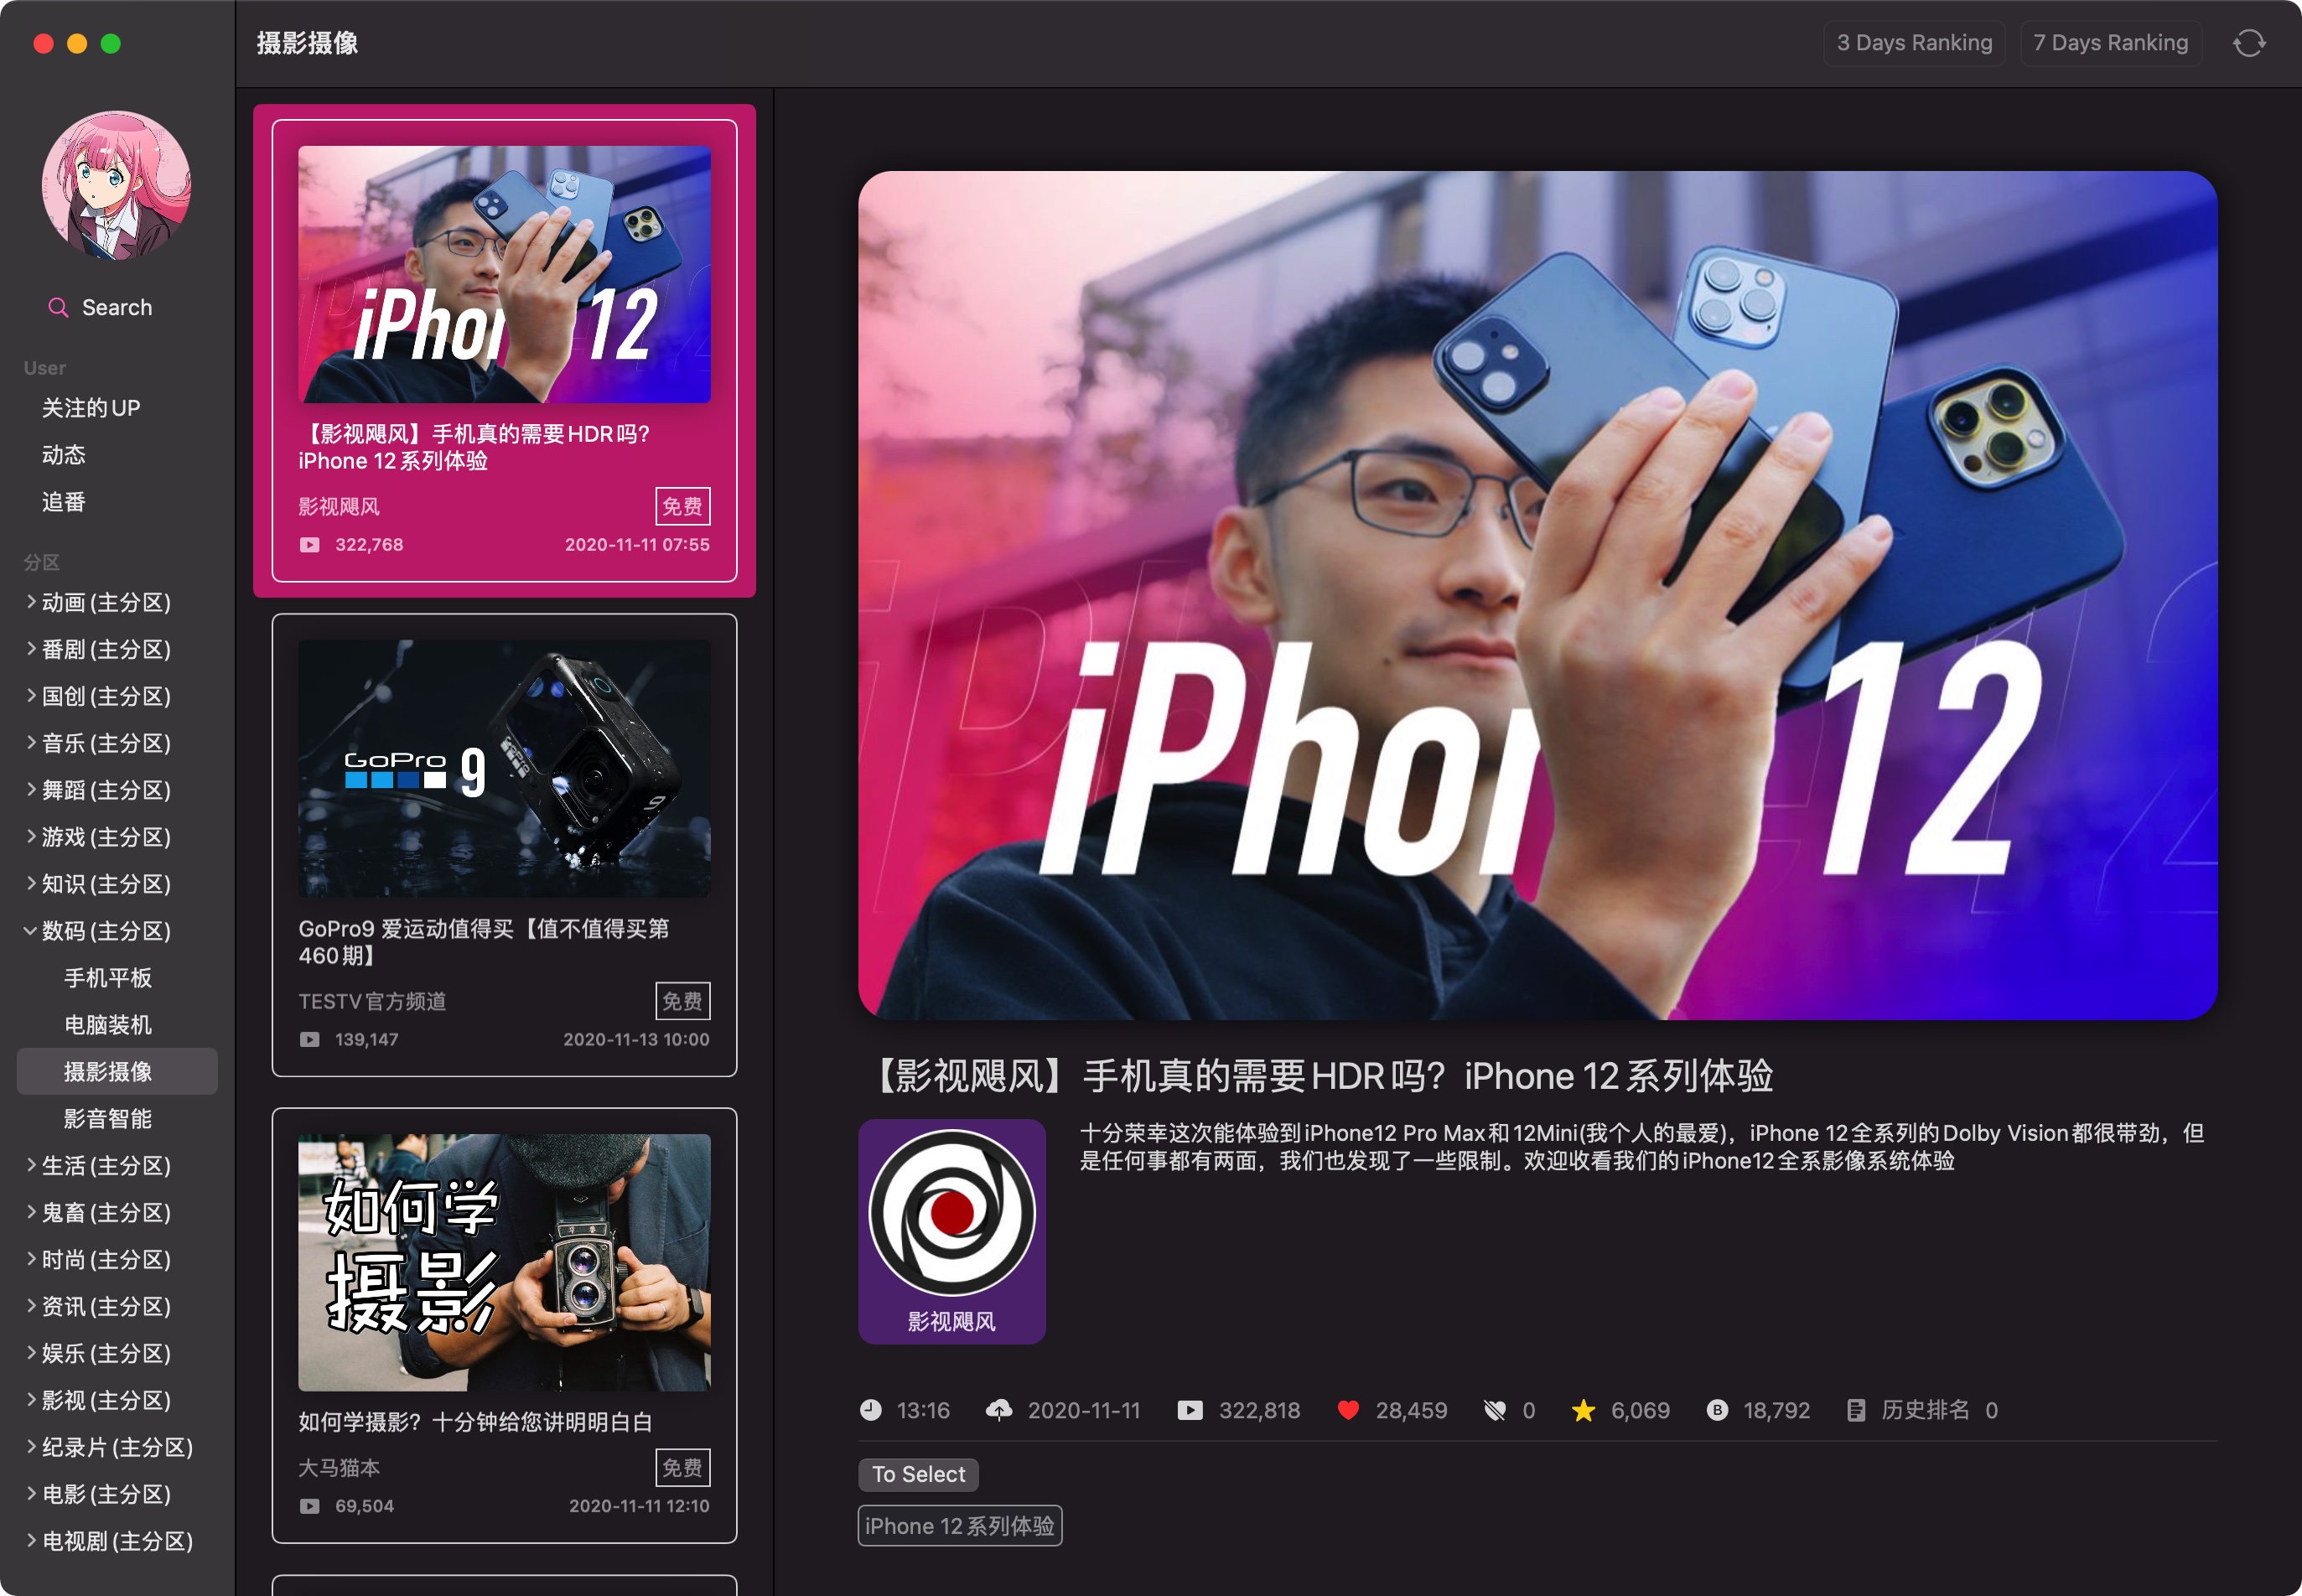 摄影摄像
3 Days Ranking
7 Days Ranking
Search
User
关注的UP
动态
追番
分区
动画(主分区)
番剧(主分区)
国创(主分区)
音乐(主分区)
舞蹈(主分区)
游戏(主分区)
知识(主分区)
数码(主分区)
手机平板
电脑装机
摄影摄像
影音智能
生活(主分区)
鬼畜(主分区)
时尚(主分区)
资讯(主分区)
娱乐(主分区)
影视(主分区)
纪录片(主分区)
电影(主分区)
电视剧(主分区)
iPhon 12
【影视飓风】手机真的需要HDR吗?
iPhone 12系列体验
影视飓风
免费
322,768
2020-11-11 07:55
GoPro 9
GoPro9 爱运动值得买【值不值得买第
460期】
TESTV官方频道
免费
139,147
2020-11-13 10:00
如何学
摄影
如何学摄影？十分钟给您讲明明白白
大马猫本
免费
69,504
2020-11-11 12:10
iPhon 12
【影视飓风】手机真的需要HDR吗？iPhone 12系列体验
十分荣幸这次能体验到iPhone12 Pro Max和12Mini(我个人的最爱)，iPhone 12全系列的Dolby Vision都很带劲，但
是任何事都有两面，我们也发现了一些限制。欢迎收看我们的iPhone12全系影像系统体验
影视飓风
13:16
2020-11-11
322,818
28,459
0
6,069
18,792
历史排名 0
To Select
iPhone 12系列体验